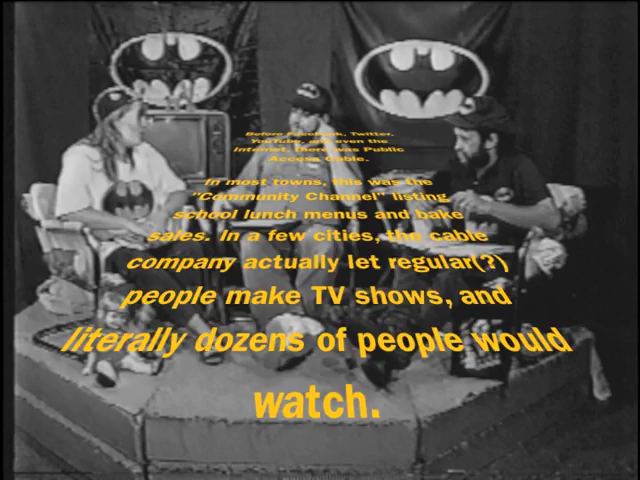 Before Facebook, Twitter,
YouTube, and even the
Internet, there was Public
Access Cable.
In most towns, this was the
"Community Channel" listing
school lunch menus and bake
sales. In a few cities, the cable
company actually let regular(?)
people make TV shows, and
literally dozens of people would
watch.